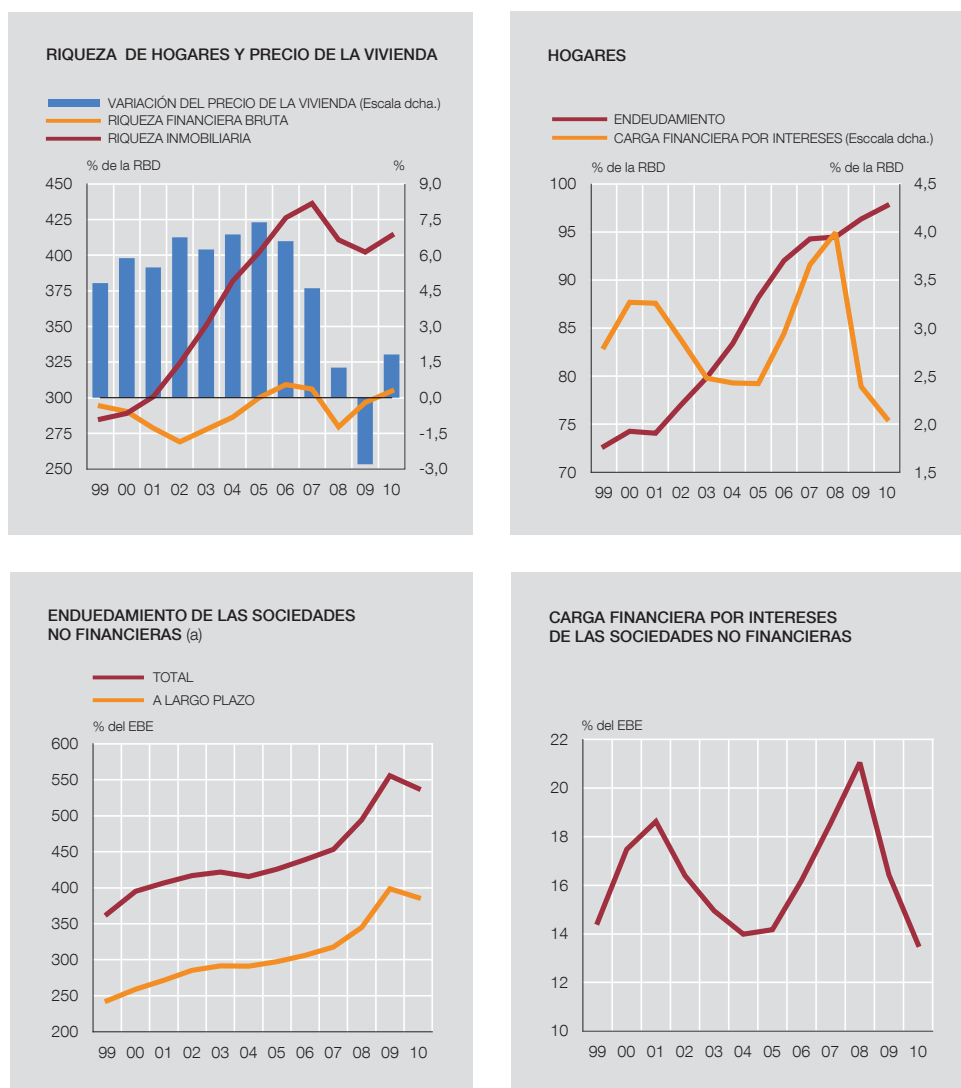 RIQUEZA DE HOGARES Y PRECIO DE LA VIVIENDA
VARIACIÓN DEL PRECIO DE LA VIVIENDA (Escala dcha.)
RIQUEZA FINANCIERA BRUTA
RIQUEZA INMOBILIARIA
% de la RBD %
450 9,0
425 7,5
400 6,0
375 4,5
350 3,0
325 1,5
300 0,0
275 -1,5
250 -3,0
99 00 01 02 03 04 05 06 07 08 09 10
HOGARES
ENDEUDAMIENTO
CARGA FINANCIERA POR INTERESES (Esccala dcha.)
% de la RBD % de la RBD
100 4,5
95 4,0
90 3,5
85 3,0
80 2,5
75 2,0
70 1,5
99 00 01 02 03 04 05 06 07 08 09 10
ENDUEDAMIENTO DE LAS SOCIEDADES
NO FINANCIERAS (a)
TOTAL
A LARGO PLAZO
% del EBE
600
550
500
450
400
350
300
250
200
99 00 01 02 03 04 05 06 07 08 09 10
CARGA FINANCIERA POR INTERESES
DE LAS SOCIEDADES NO FINANCIERAS
% del EBE
22
20
18
16
14
12
10
99 00 01 02 03 04 05 06 07 08 09 10